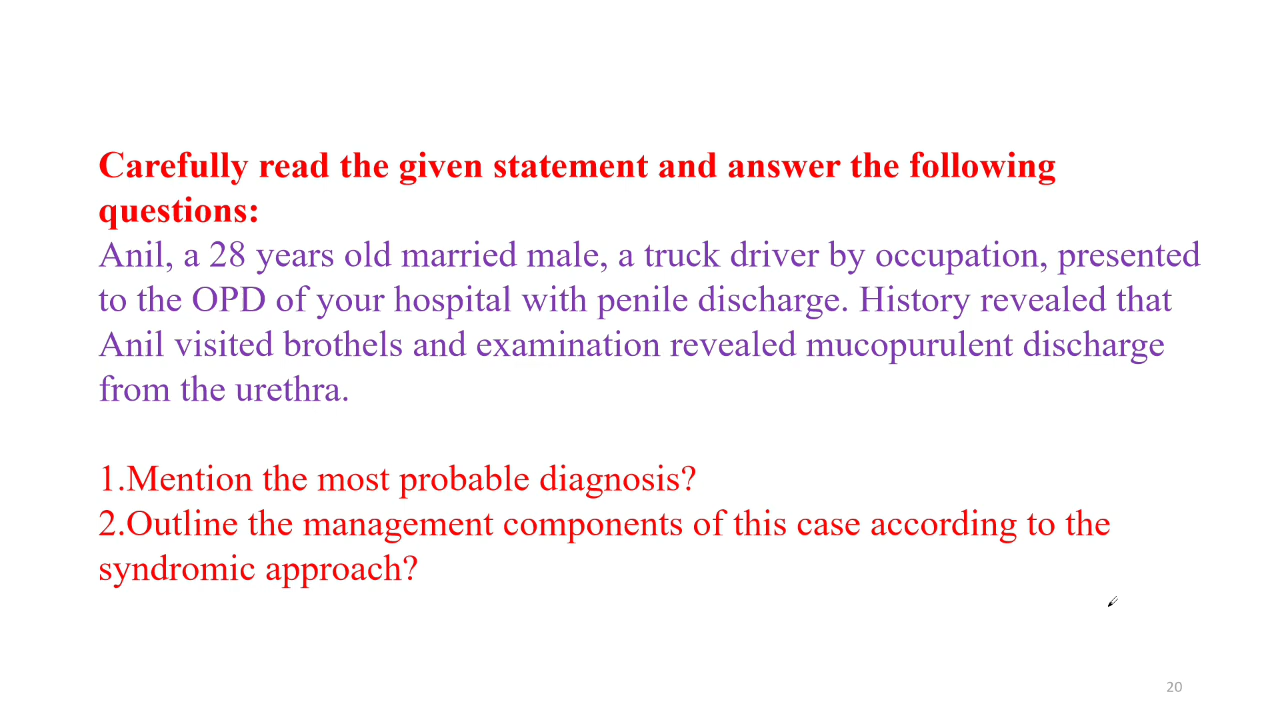 Carefully read the given statement and answer the following
questions:
Anil, a 28 years old married male, a truck driver by occupation, presented
to the OPD of your hospital with penile discharge. History revealed that
Anil visited brothels and examination revealed mucopurulent discharge
from the urethra.
1.Mention the most probable diagnosis?
2.Outline the management components of this case according to the
syndromic approach?
20